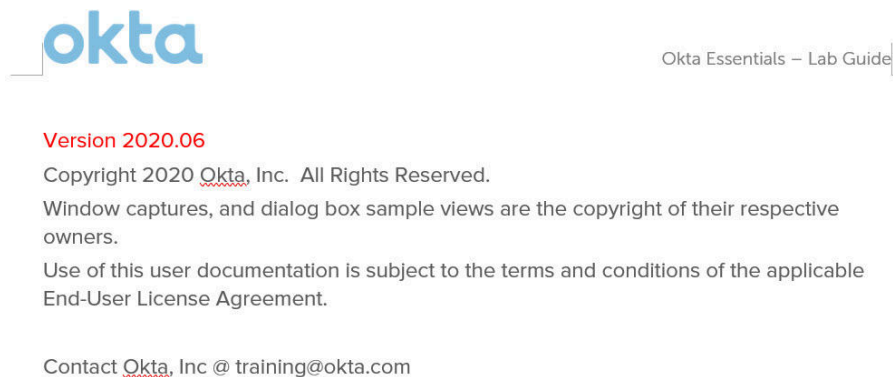 okta
Okta Essentials – Lab Guide
Version 2020.06
Copyright 2020 Okta, Inc.  All Rights Reserved.
Window captures, and dialog box sample views are the copyright of their respective
owners.
Use of this user documentation is subject to the terms and conditions of the applicable
End-User License Agreement.
Contact Okta, Inc @ training@okta.com